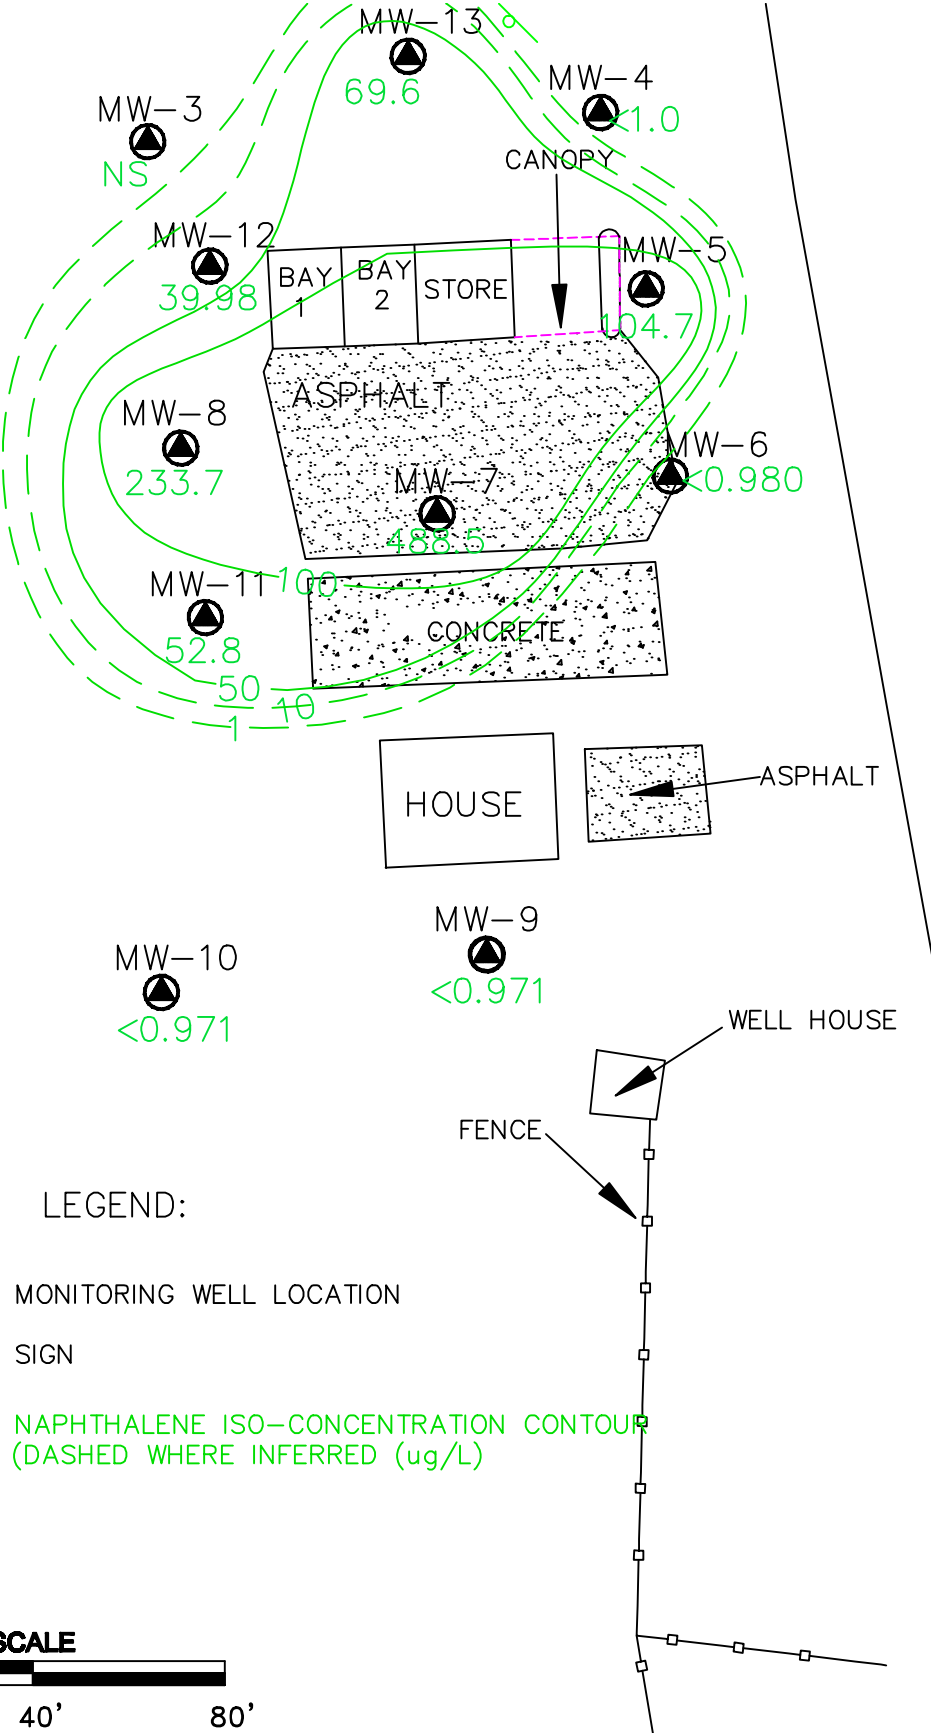 MW-13
69.6
MW-4
<1.0
MW-3
NS
CANOPY
MW-12
39.98
BAY
1
BAY
2
STORE
MW-5
104.7
ASPHALT
MW-8
233.7
MW-6
<0.980
MW-7
488.5
MW-11
52.8
100
CONCRETE
50
10
1
HOUSE
ASPHALT
MW-9
<0.971
MW-10
<0.971
WELL HOUSE
FENCE
LEGEND:
MONITORING WELL LOCATION
SIGN
NAPHTHALENE ISO-CONCENTRATION CONTOUR
(DASHED WHERE INFERRED (ug/L)
SCALE
40'
80'